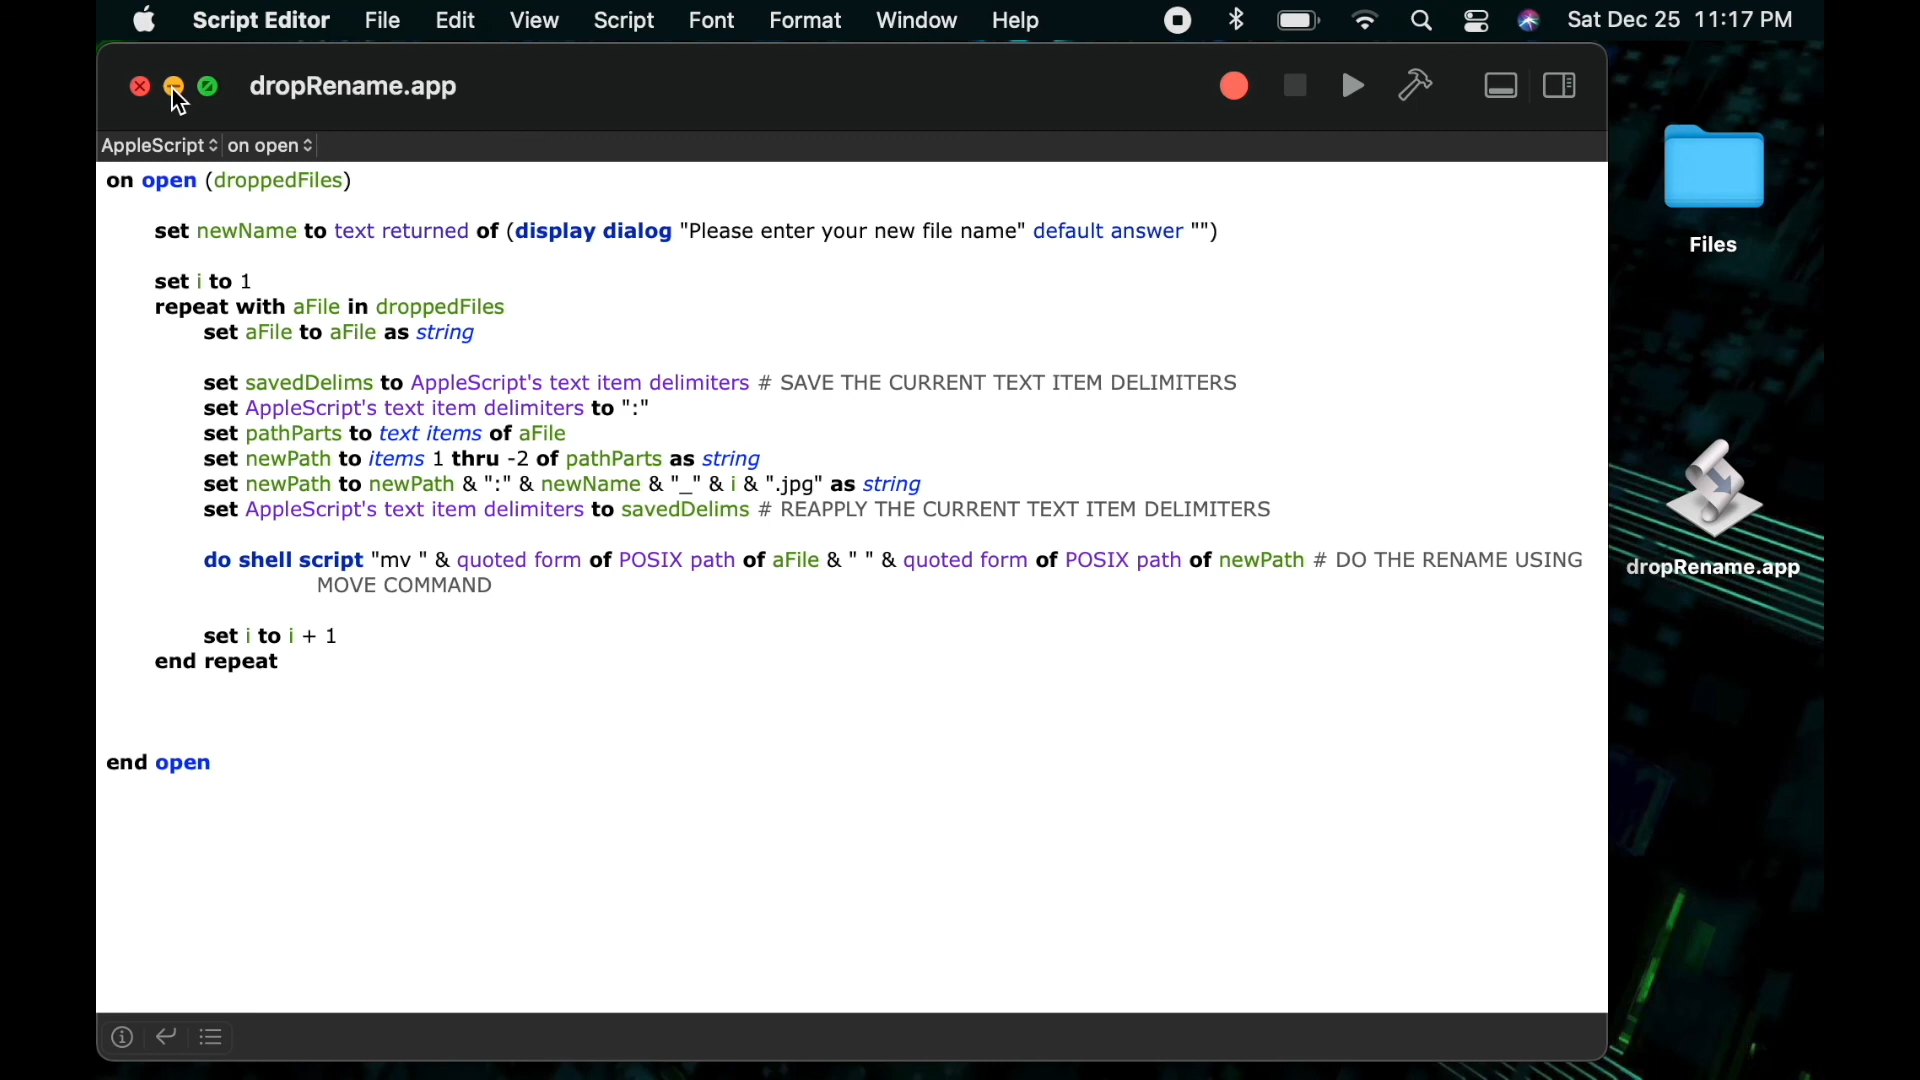 Script Editor File Edit View Script Font Format Window Help Sat Dec 25 11:17 PM
dropRename.app
AppleScript on open
on open (droppedFiles)
set newName to text returned of (display dialog "Please enter your new file name" default answer "")
set i to 1
repeat with aFile in droppedFiles
set aFile to aFile as string
set savedDelims to AppleScript's text item delimiters # SAVE THE CURRENT TEXT ITEM DELIMITERS
set AppleScript's text item delimiters to ":"
set pathParts to text items of aFile
set newPath to items 1 thru -2 of pathParts as string
set newPath to newPath & ":" & newName & "_" & i & ".jpg" as string
set AppleScript's text item delimiters to savedDelims # REAPPLY THE CURRENT TEXT ITEM DELIMITERS
do shell script "mv " & quoted form of POSIX path of aFile & " " & quoted form of POSIX path of newPath # DO THE RENAME USING
MOVE COMMAND
set i to i + 1
end repeat
end open
Files
dropRename.app